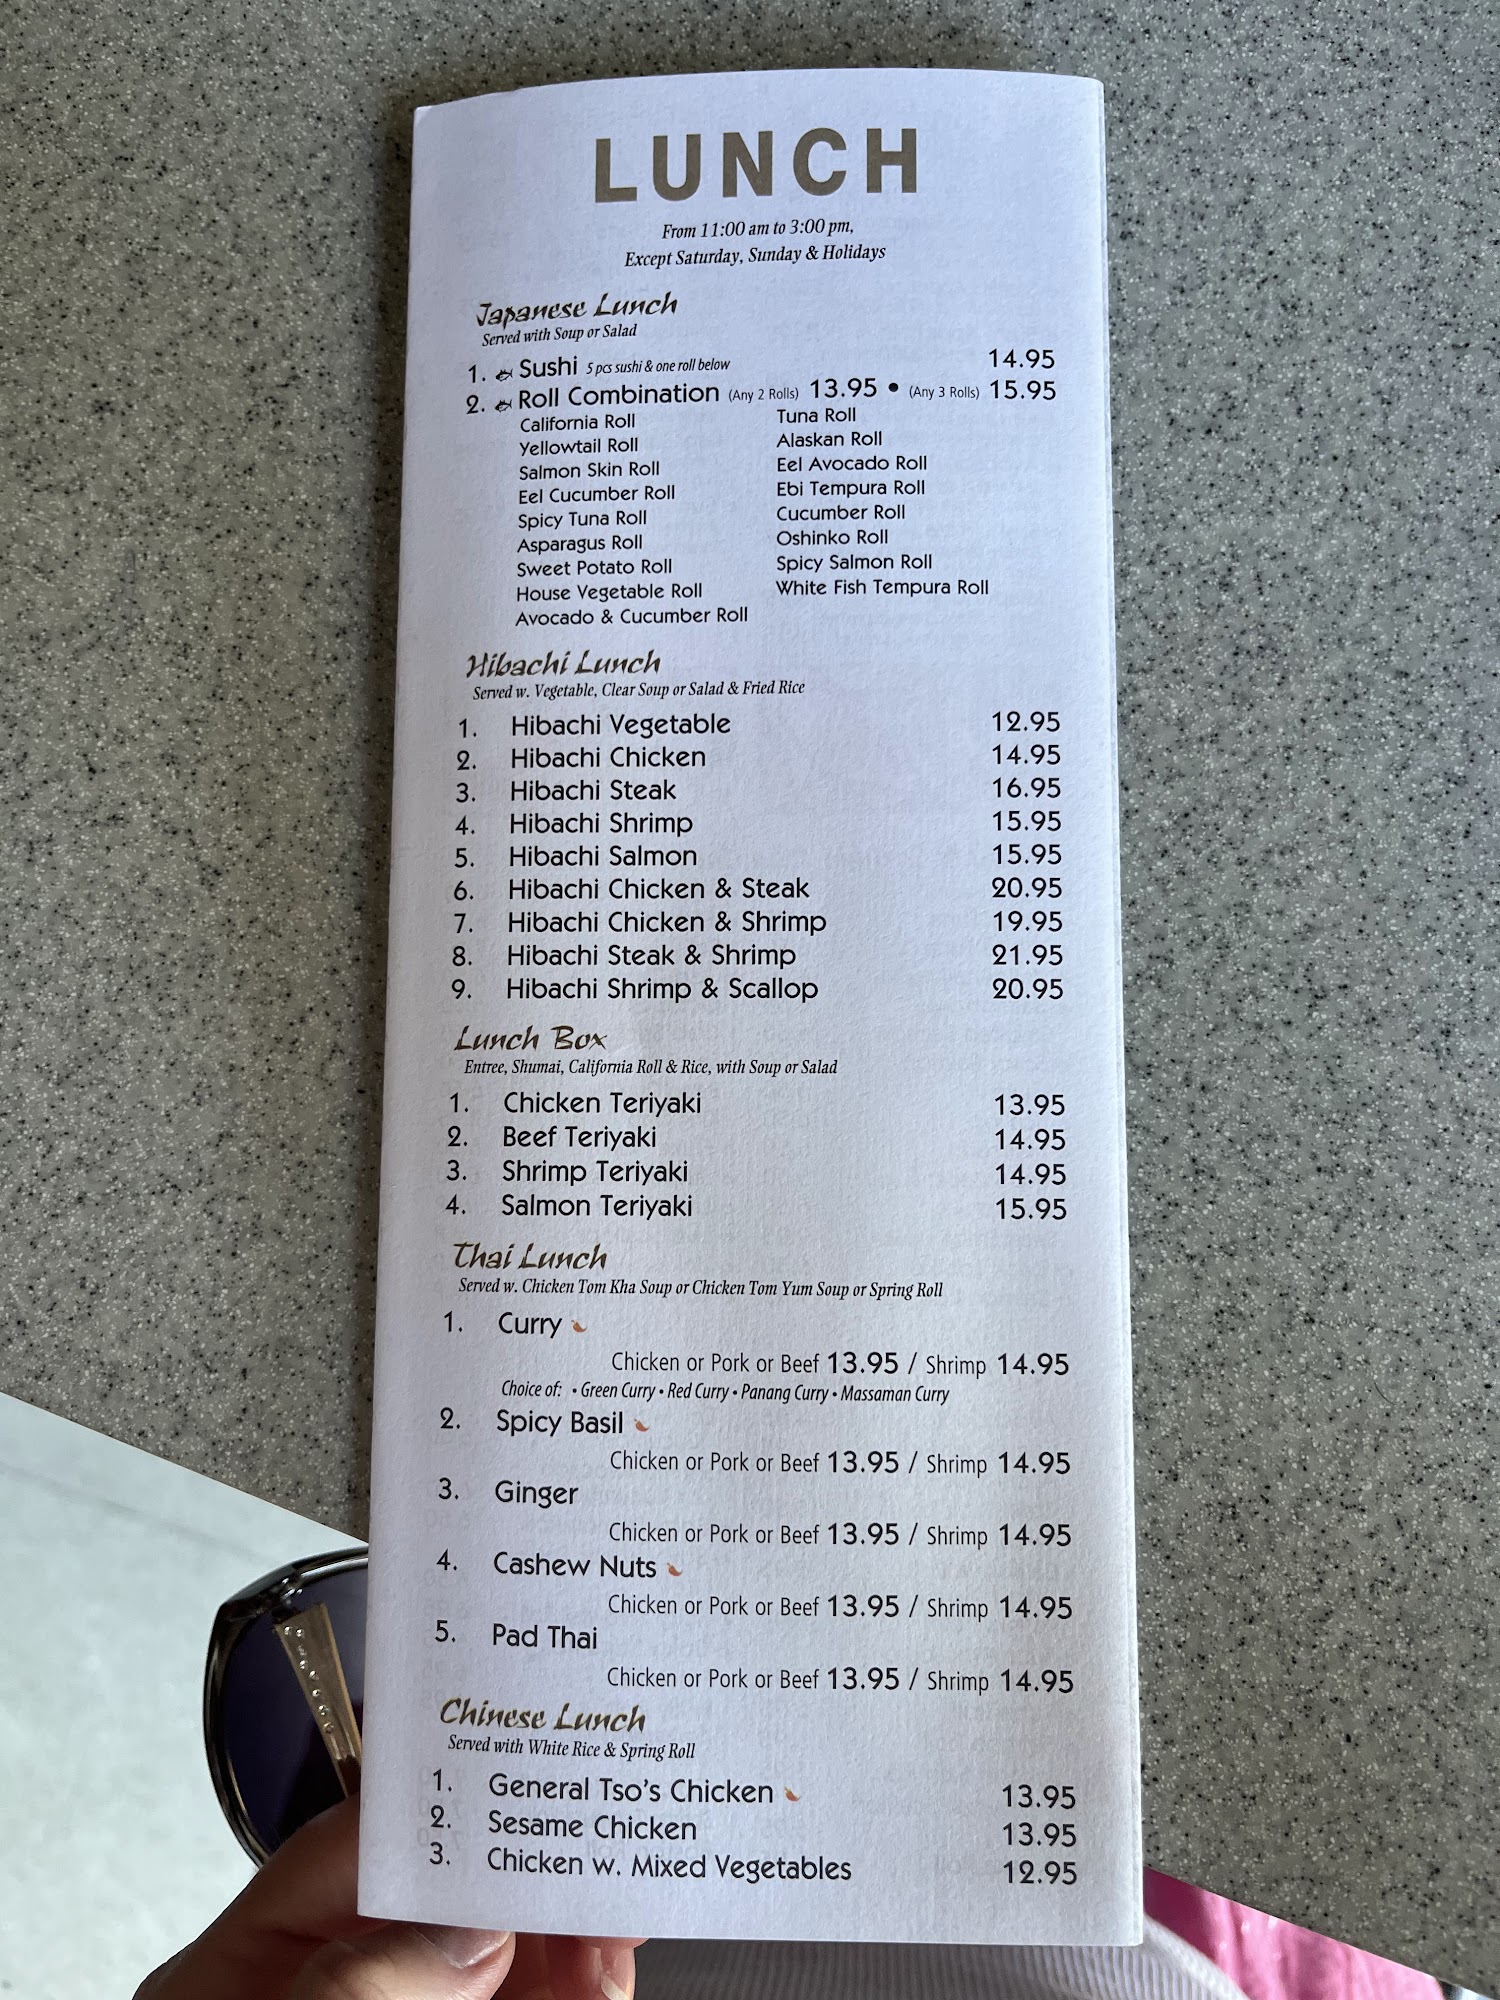 LUNCH
From 11:00 am to 3:00 pm,
Except Saturday, Sunday & Holidays
Japanese Lunch
Served with Soup or Salad
1. Sushi 5 pcs sushi & one roll below 14.95
2. Roll Combination (Any 2 Rolls) 13.95 • (Any 3 Rolls) 15.95
California Roll Tuna Roll
Yellowtail Roll Alaskan Roll
Salmon Skin Roll Eel Avocado Roll
Eel Cucumber Roll Ebi Tempura Roll
Spicy Tuna Roll Cucumber Roll
Asparagus Roll Oshinko Roll
Sweet Potato Roll Spicy Salmon Roll
House Vegetable Roll White Fish Tempura Roll
Avocado & Cucumber Roll
Hibachi Lunch
Served w. Vegetable, Clear Soup or Salad & Fried Rice
1. Hibachi Vegetable 12.95
2. Hibachi Chicken 14.95
3. Hibachi Steak 16.95
4. Hibachi Shrimp 15.95
5. Hibachi Salmon 15.95
6. Hibachi Chicken & Steak 20.95
7. Hibachi Chicken & Shrimp 19.95
8. Hibachi Steak & Shrimp 21.95
9. Hibachi Shrimp & Scallop 20.95
Lunch Box
Entree, Shumai, California Roll & Rice, with Soup or Salad
1. Chicken Teriyaki 13.95
2. Beef Teriyaki 14.95
3. Shrimp Teriyaki 14.95
4. Salmon Teriyaki 15.95
Thai Lunch
Served w. Chicken Tom Kha Soup or Chicken Tom Yum Soup or Spring Roll
1. Curry
Chicken or Pork or Beef 13.95 / Shrimp 14.95
Choice of: • Green Curry • Red Curry • Panang Curry • Massaman Curry
2. Spicy Basil
Chicken or Pork or Beef 13.95 / Shrimp 14.95
3. Ginger
Chicken or Pork or Beef 13.95 / Shrimp 14.95
4. Cashew Nuts
Chicken or Pork or Beef 13.95 / Shrimp 14.95
5. Pad Thai
Chicken or Pork or Beef 13.95 / Shrimp 14.95
Chinese Lunch
Served with White Rice & Spring Roll
1. General Tso's Chicken 13.95
2. Sesame Chicken 13.95
3. Chicken w. Mixed Vegetables 12.95